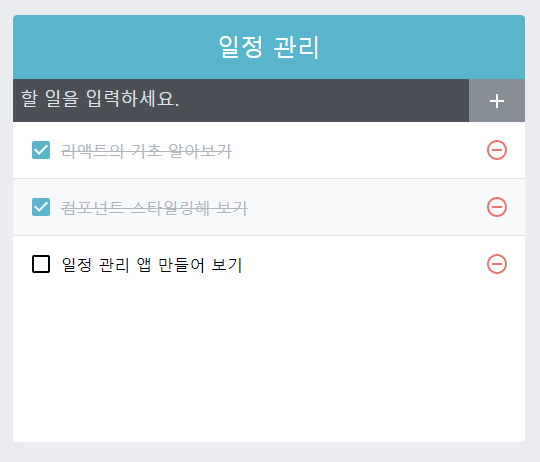 일정 관리
할 일을 입력하세요.
리액트의 기초 알아보기
컴포넌트 스타일링해 보기
일정 관리 앱 만들어 보기